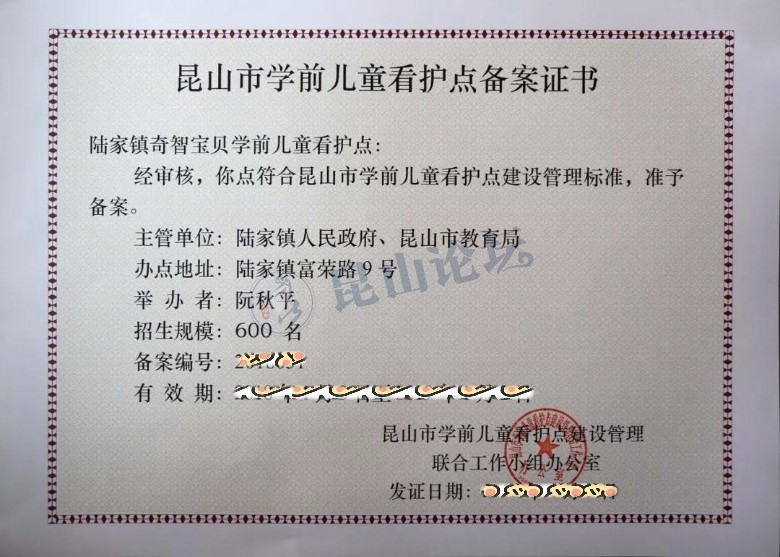 昆山市学前儿童看护点备案证书
陆家镇奇智宝贝学前儿童看护点:
经审核，你点符合昆山市学前儿童看护点建设管理标准，准予
备案。
主管单位: 陆家镇人民政府、昆山市教育局
办点地址: 陆家镇富荣路9号
举 办 者: 阮秋平
招生规模: 600 名
备案编号:
有 效 期:
昆山市学前儿童看护点建设管理
联合工作小组办公室
发证日期:
昆山论坛